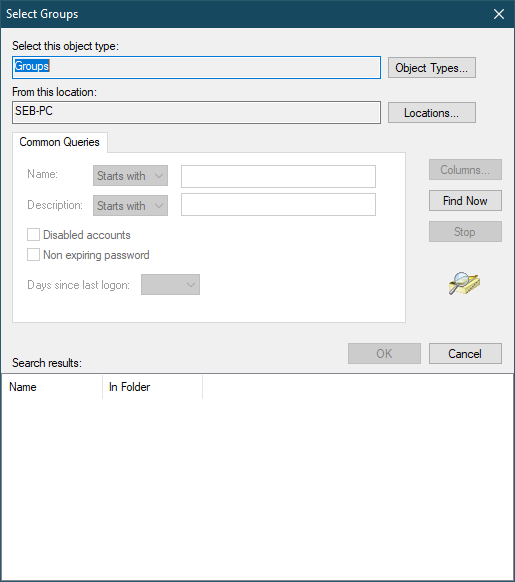 Select Groups
Select this object type:
Groups
Object Types...
From this location:
SEB-PC
Locations...
Common Queries
Name:
Starts with
Columns...
Description:
Starts with
Find Now
Disabled accounts
Stop
Non expiring password
Days since last logon:
OK
Cancel
Search results:
Name
In Folder